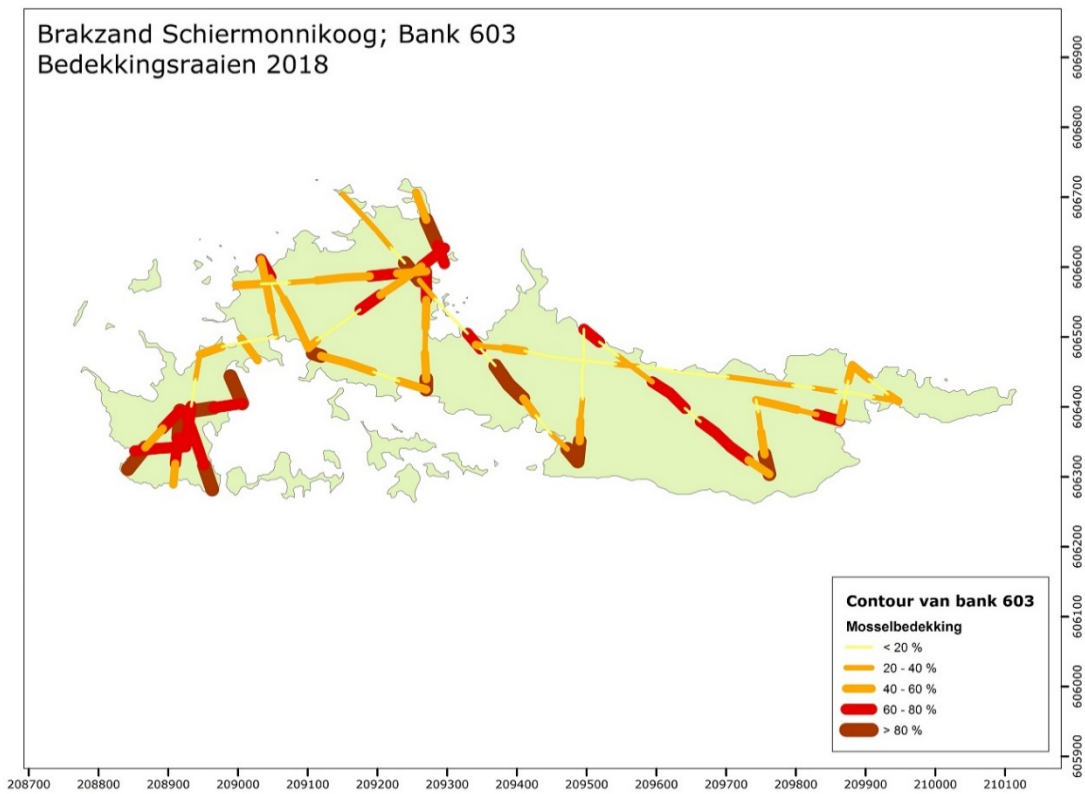 Brakzand Schiermonnikoog; Bank 603
Bedekkingsraaien 2018
606900
606800
606700
606600
606500
606400
606300
606200
606100
606000
605900
Contour van bank 603
Mosselbedekking
< 20 %
20 - 40 %
40 - 60 %
60 - 80 %
> 80 %
208700 208800 208900 209000 209100 209200 209300 209400 209500 209600 209700 209800 209900 210000 210100